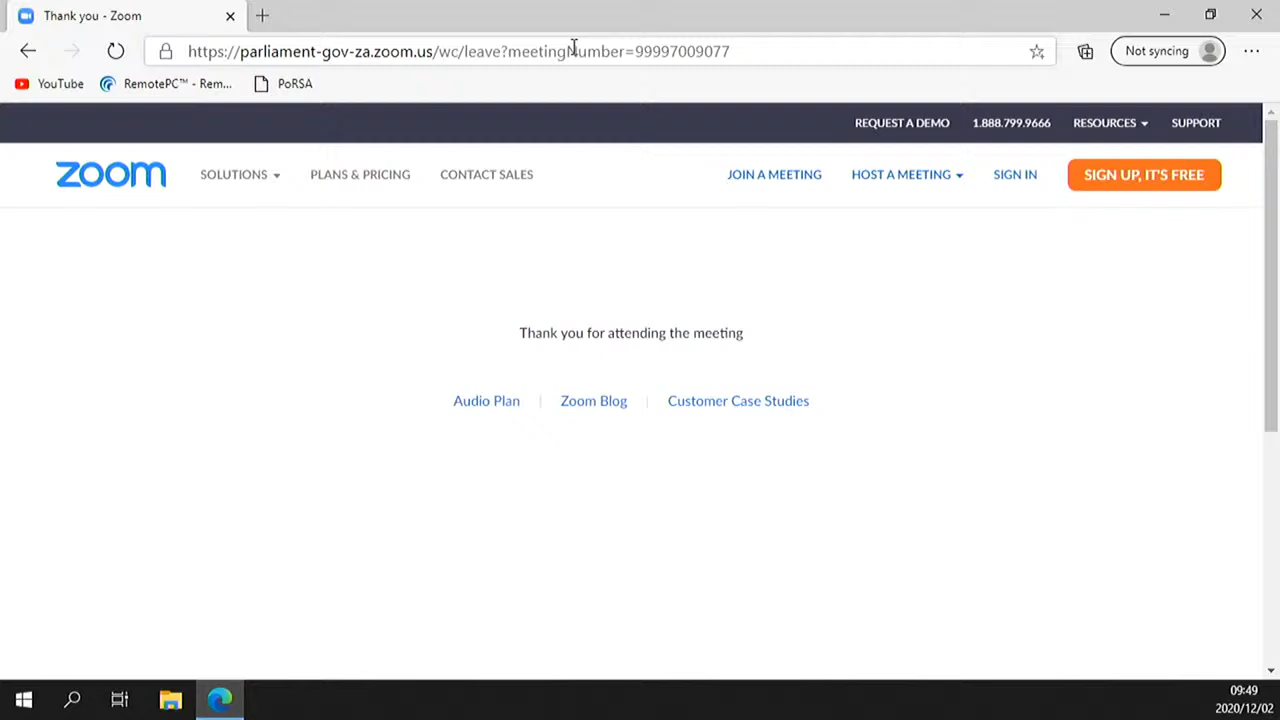 Thank you - Zoom
https://parliament-gov-za.zoom.us/wc/leave?meetingNumber=99997009077
Not syncing
YouTube
RemotePC™ - Rem...
PoRSA
REQUEST A DEMO
1.888.799.9666
RESOURCES
SUPPORT
zoom
SOLUTIONS
PLANS & PRICING
CONTACT SALES
JOIN A MEETING
HOST A MEETING
SIGN IN
SIGN UP, IT'S FREE
Thank you for attending the meeting
Audio Plan
Zoom Blog
Customer Case Studies
09:49
2020/12/02